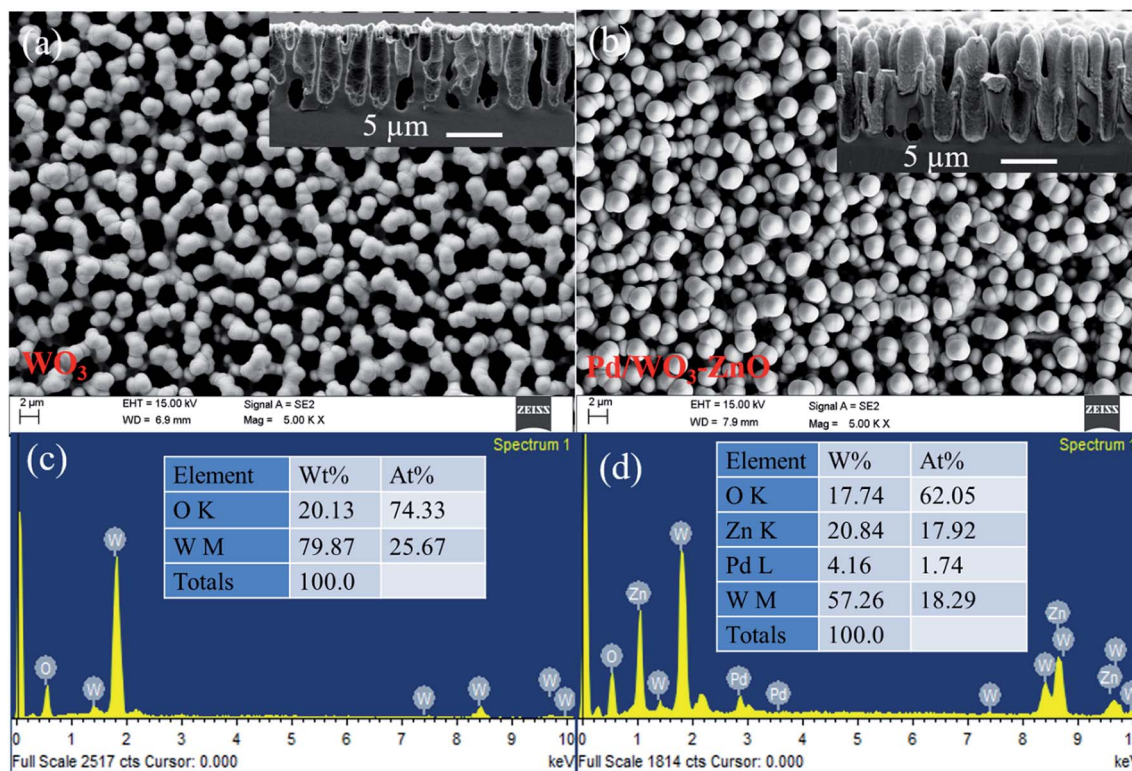 (a)
5 µm
WO₃
2 µm
EHT = 15.00 kV
Signal A = SE2
WD = 6.9 mm
Mag = 5.00 K X
ZEISS
(b)
5 µm
Pd/WO₃-ZnO
2 µm
EHT = 15.00 kV
Signal A = SE2
WD = 7.9 mm
Mag = 5.00 K X
ZEISS
(c)
Spectrum 1
Element Wt% At%
O K 20.13 74.33
W M 79.87 25.67
Totals 100.0
W
O
W
W
W
W
W
0 1 2 3 4 5 6 7 8 9 10
Full Scale 2517 cts Cursor: 0.000 keV
(d)
Spectrum 1
Element W% At%
O K 17.74 62.05
Zn K 20.84 17.92
Pd L 4.16 1.74
W M 57.26 18.29
Totals 100.0
W
Zn
Zn
O
W
W
W
Pd
W
Zn
W
Pd
W
W
0 1 2 3 4 5 6 7 8 9 10
Full Scale 1814 cts Cursor: 0.000 keV